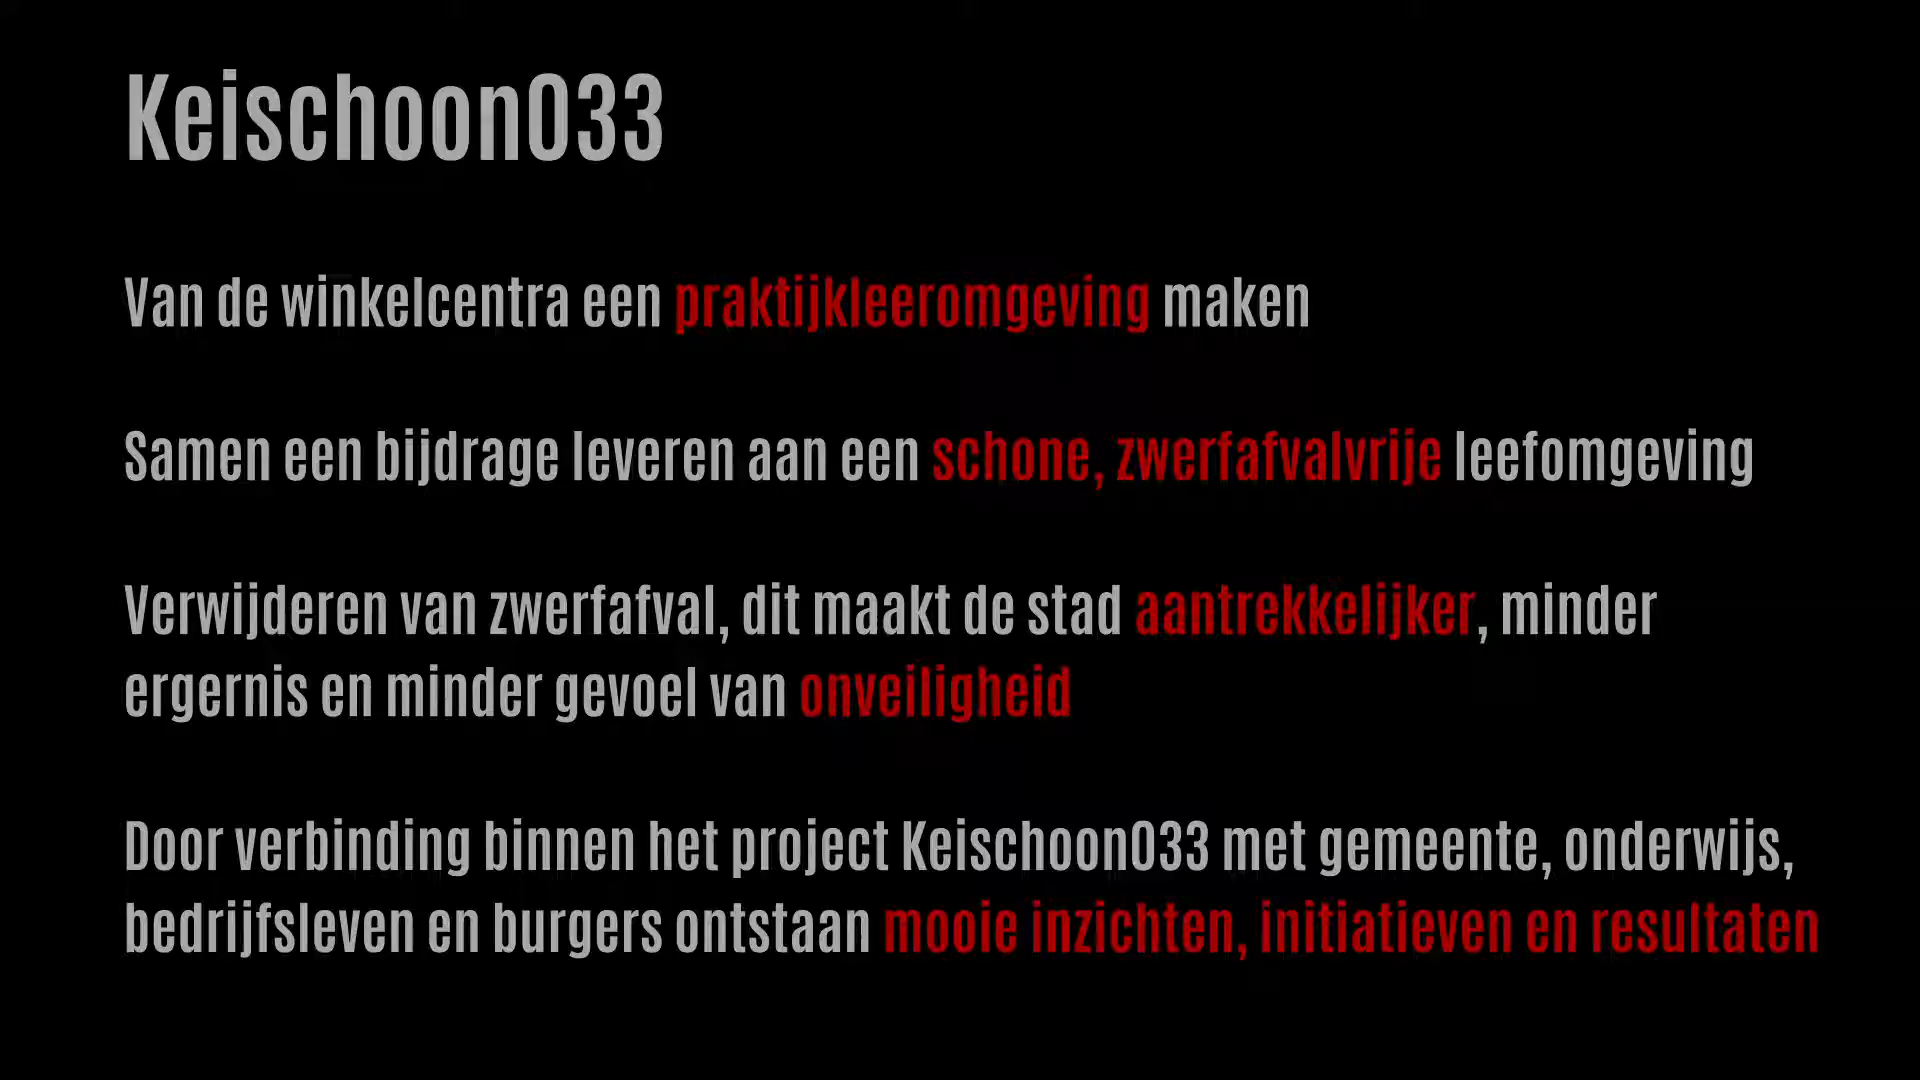 Keischoon033
Van de winkelcentra een praktijkleeromgeving maken
Samen een bijdrage leveren aan een schone, zwerfafvalvrije leefomgeving
Verwijderen van zwerfafval, dit maakt de stad aantrekkelijker, minder
ergernis en minder gevoel van onveiligheid
Door verbinding binnen het project Keischoon033 met gemeente, onderwijs,
bedrijfsleven en burgers ontstaan mooie inzichten, initiatieven en resultaten